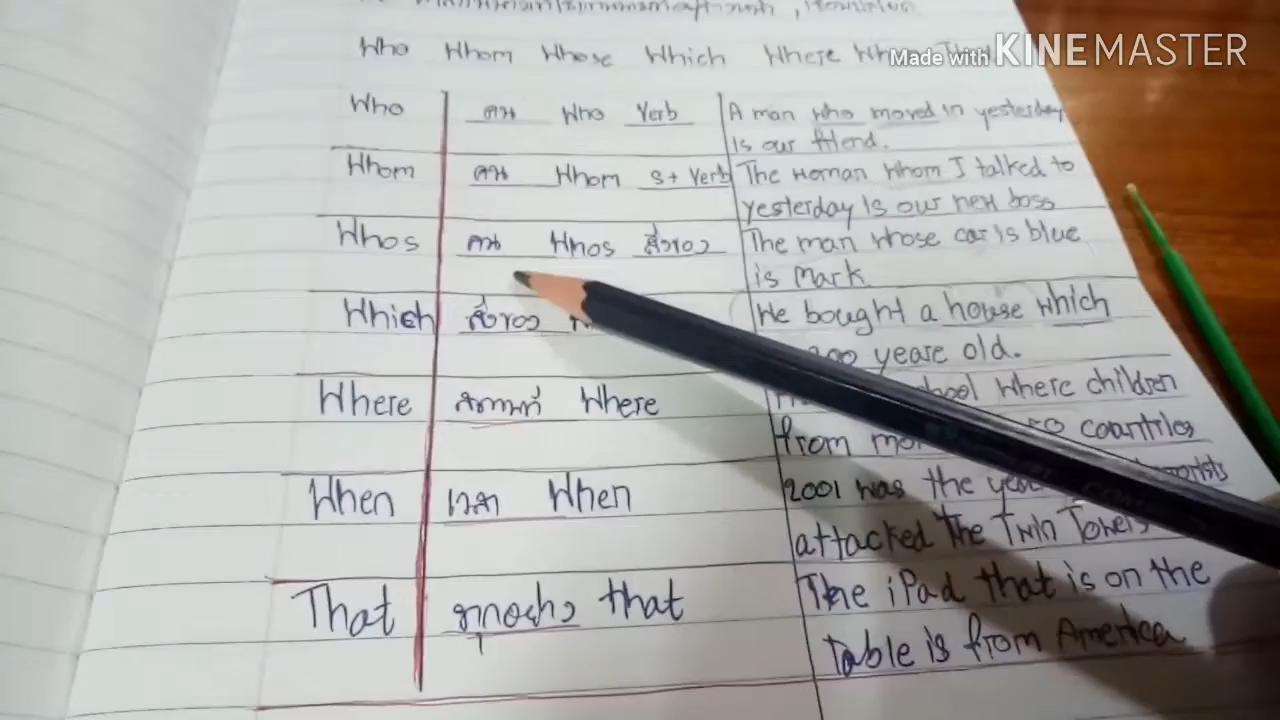 Who Whom Whose Which Where
Made with KINEMASTER
Who คน Who Verb A man who moved in yesterday
is our friend.
Whom คน Whom S+ Verb The woman whom I talked to
yesterday is our new boss
Whos คน Whos สิ่งของ The man whose car is blue
is Mark.
Which สิ่งของ He bought a house which
years old.
Where สถานที่ Where where children
from countries
When เวลา When 2001 was the
attacked The Twin Towers
That ทุกอย่าง that The iPad that is on the
Table is from America